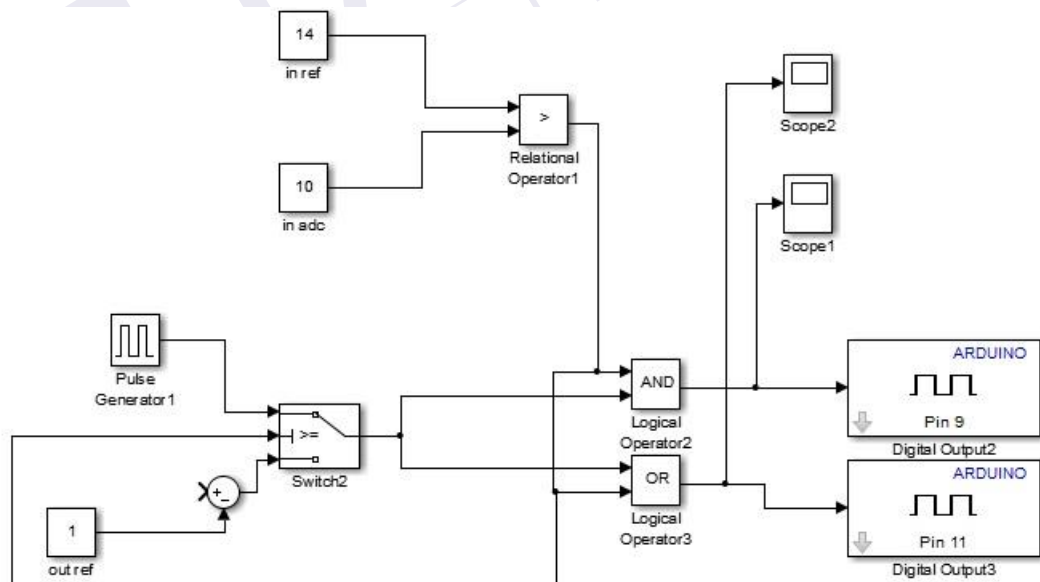 14
in ref
>
Relational
Operator1
10
in adc
Scope2
Scope1
Pulse
Generator1
>=
Switch2
+
-
1
out ref
AND
Logical
Operator2
OR
Logical
Operator3
ARDUINO
Pin 9
Digital Output2
ARDUINO
Pin 11
Digital Output3